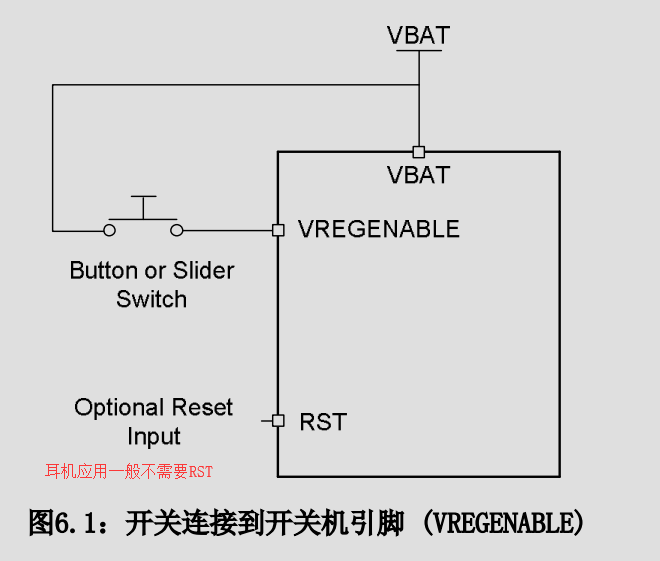 VBAT
VBAT
VREGENABLE
Button or Slider
Switch
Optional Reset
Input
RST
耳机应用一般不需要RST
图6.1：开关连接到开关机引脚 (VREGENABLE)